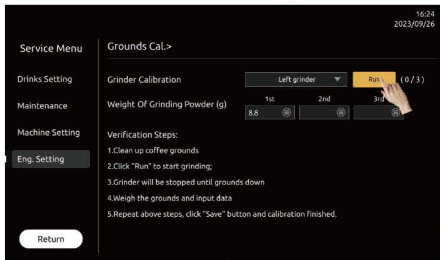 16:24
2023/09/26
Service Menu
Grounds Cal.>
Drinks Setting
Maintenance
Machine Setting
Eng. Setting
Return
Grinder Calibration
Left grinder
Run
(0/3)
Weight Of Grinding Powder (g)
1st
2nd
3rd
8.8
Verification Steps:
1.Clean up coffee grounds
2.Click "Run" to start grinding;
3.Grinder will be stopped until grounds down
4.Weigh the grounds and input data
5.Repeat above steps, click "Save" button and calibration finished.